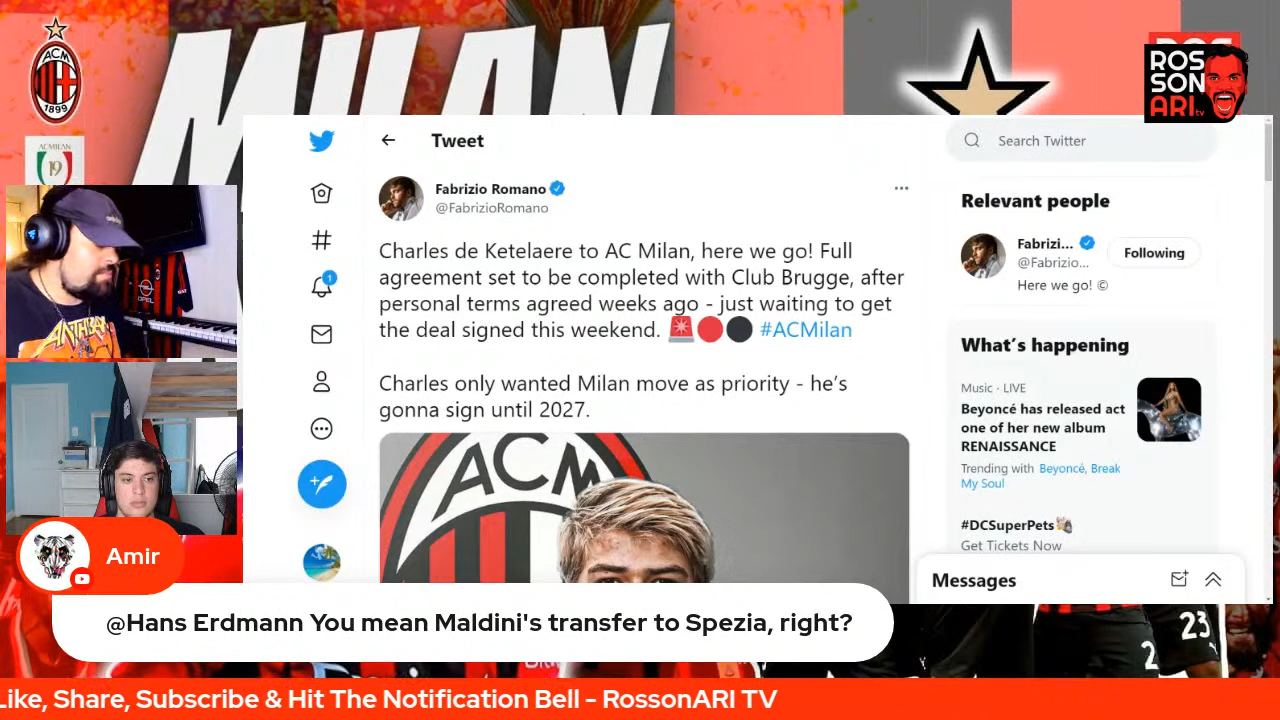 MILAN
ACM
1899
ACMILAN
19
ROS
SON
ARI tv
Tweet
Search Twitter
Fabrizio Romano
@FabrizioRomano
Charles de Ketelaere to AC Milan, here we go! Full
agreement set to be completed with Club Brugge, after
personal terms agreed weeks ago - just waiting to get
the deal signed this weekend. 🚨🔴⚫ #ACMilan
Charles only wanted Milan move as priority - he's
gonna sign until 2027.
ACM
1
Relevant people
Fabrizi...
@Fabrizio...
Following
Here we go! ©
What's happening
Music · LIVE
Beyoncé has released act
one of her new album
RENAISSANCE
Trending with Beyoncé, Break
My Soul
#DCSuperPets
Get Tickets Now
Messages
OPEL
ANTHRAX
Amir
@Hans Erdmann You mean Maldini's transfer to Spezia, right?
2
23
Like, Share, Subscribe & Hit The Notification Bell - RossonARI TV